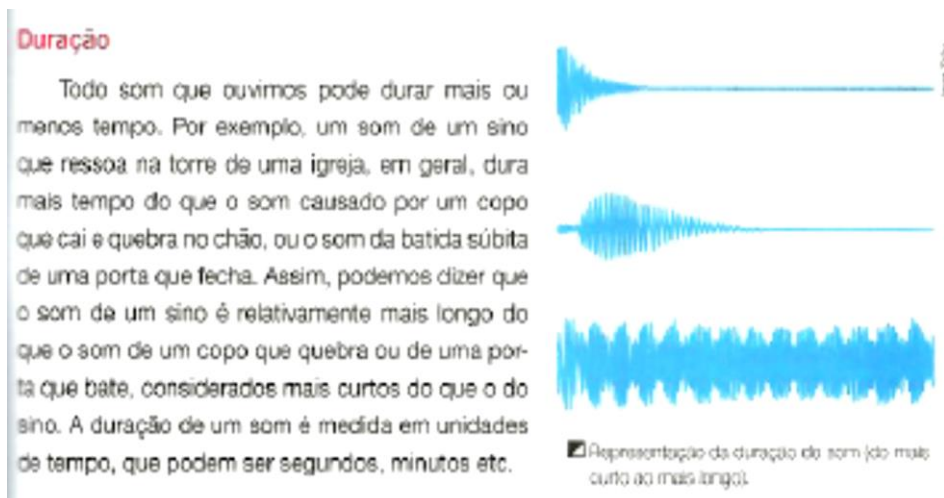 Duração
Todo som que ouvimos pode durar mais ou
menos tempo. Por exemplo, um som de um sino
que ressoa na torre de uma igreja, em geral, dura
mais tempo do que o som causado por um copo
que cai e quebra no chão, ou o som da batida súbita
de uma porta que fecha. Assim, podemos dizer que
o som de um sino é relativamente mais longo do
que o som de um copo que quebra ou de uma por-
ta que bate, considerados mais curtos do que o do
sino. A duração de um som é medida em unidades
de tempo, que podem ser segundos, minutos etc.
Representação da duração do som (do mais
curto ao mais longo).